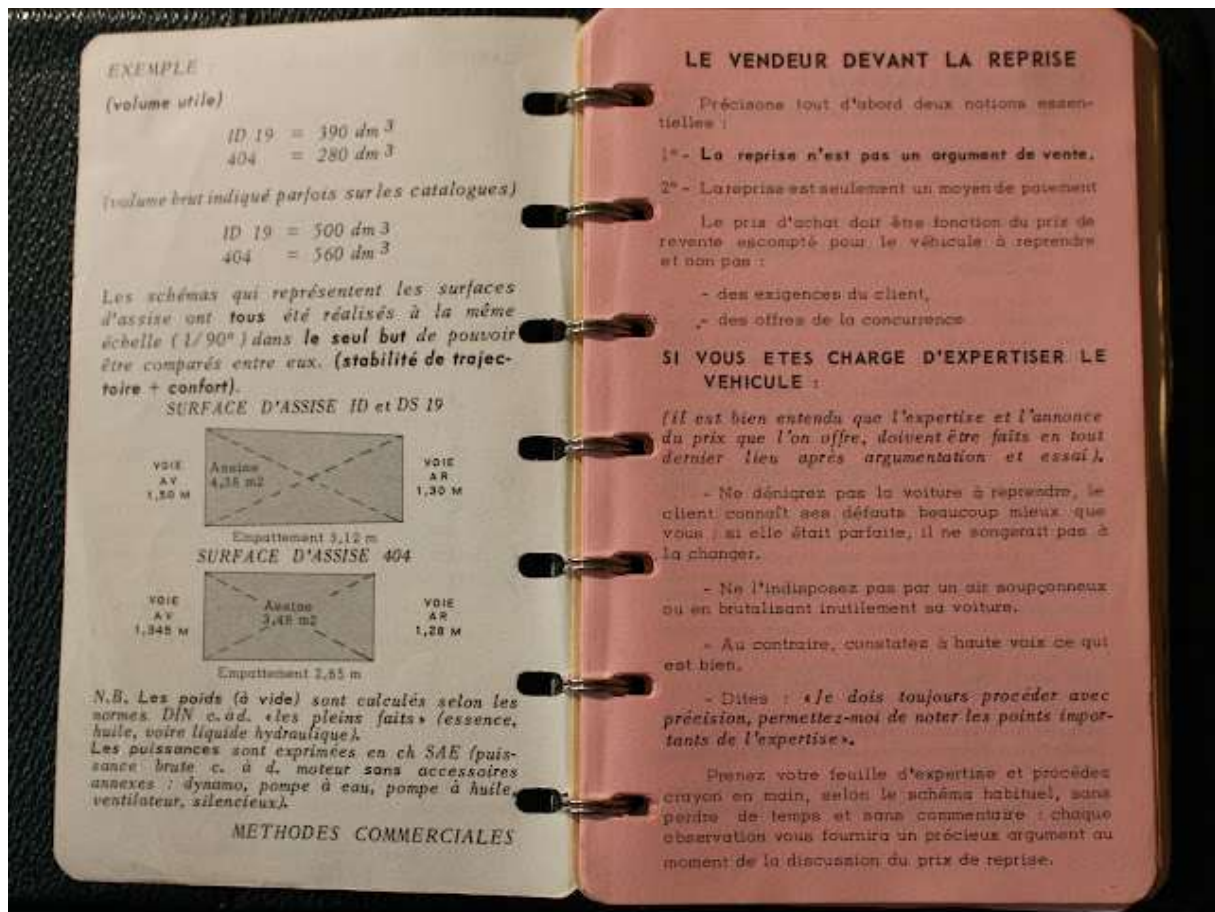 EXEMPLE :
(volume utile)
ID 19 = 390 dm 3
404 = 280 dm 3
(volume brut indiqué parfois sur les catalogues)
ID 19 = 500 dm 3
404 = 560 dm 3
Les schémas qui représentent les surfaces
d'assise ont tous été réalisés à la même
échelle (1/90°) dans le seul but de pouvoir
être comparés entre eux. (stabilité de trajec-
toire + confort).
SURFACE D'ASSISE ID et DS 19
VOIE
AV
1,50 M
Assise
4,38 m2
VOIE
AR
1,30 M
Empattement 3,12 m
SURFACE D'ASSISE 404
VOIE
AV
1,345 M
Assise
3,48 m2
VOIE
AR
1,28 M
Empattement 2,65 m
N.B. Les poids (à vide) sont calculés selon les
normes DIN c.àd. «les pleins faits» (essence,
huile, voire liquide hydraulique).
Les puissances sont exprimées en ch SAE (puis-
sance brute c. à d. moteur sans accessoires
annexes : dynamo, pompe à eau, pompe à huile,
ventilateur, silencieux).
METHODES COMMERCIALES
LE VENDEUR DEVANT LA REPRISE
Précisons tout d'abord deux notions essen-
tielles :
1°- La reprise n'est pas un argument de vente.
2° - La reprise est seulement un moyen de paiement
Le prix d'achat doit être fonction du prix de
revente escompté pour le véhicule à reprendre
et non pas :
- des exigences du client,
- des offres de la concurrence
SI VOUS ETES CHARGE D'EXPERTISER LE
VEHICULE :
(il est bien entendu que l'expertise et l'annonce
du prix que l'on offre, doivent être faits en tout
dernier lieu après argumentation et essai).
- Ne dénigrez pas la voiture à reprendre, le
client connaît ses défauts beaucoup mieux que
vous ; si elle était parfaite, il ne songerait pas à
la changer.
- Ne l'indisposez pas par un air soupçonneux
ou en brutalisant inutilement sa voiture.
- Au contraire, constatez à haute voix ce qui
est bien.
- Dites : «Je dois toujours procéder avec
précision, permettez-moi de noter les points impor-
tants de l'expertise».
Prenez votre feuille d'expertise et procédez
crayon en main, selon le schéma habituel, sans
perdre de temps et sans commentaire : chaque
observation vous fournira un précieux argument au
moment de la discussion du prix de reprise.